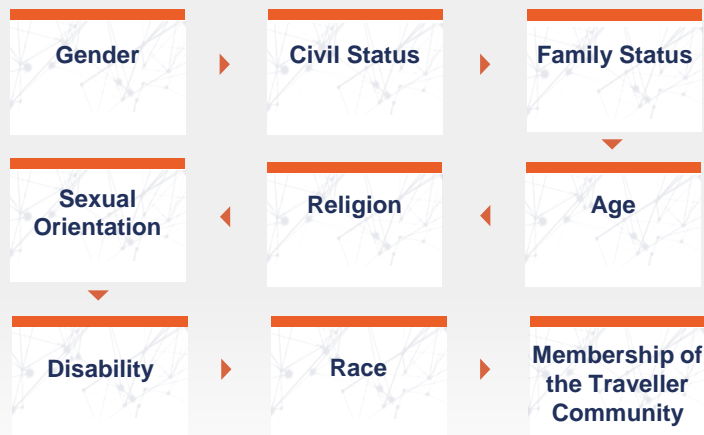 Gender
Civil Status
Family Status
Age
Religion
Sexual
Orientation
Disability
Race
Membership of
the Traveller
Community